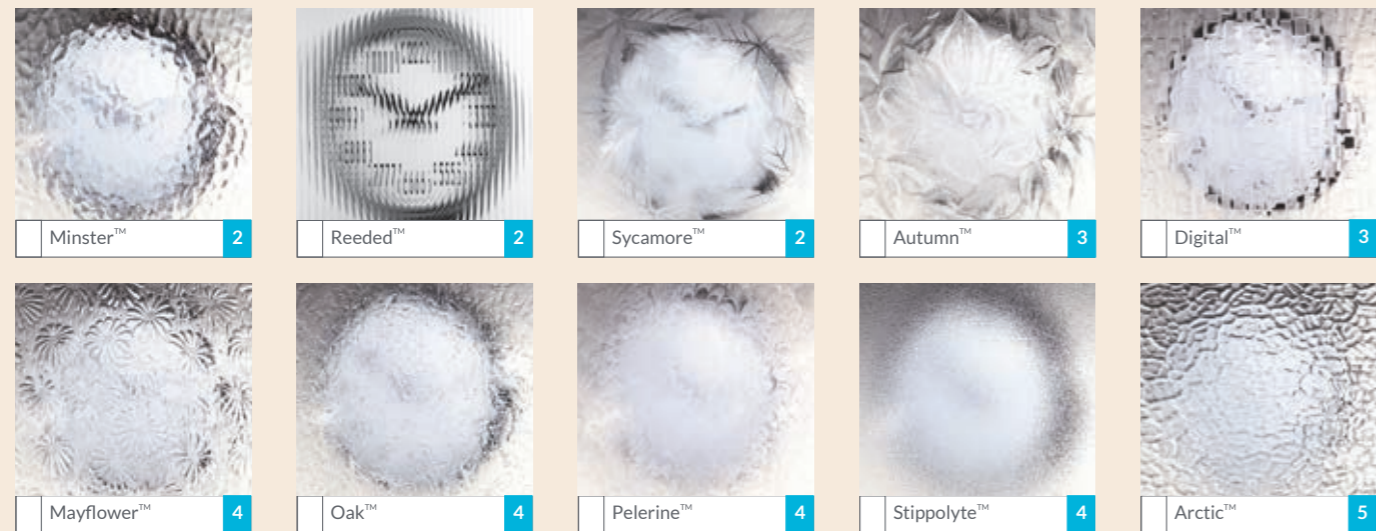 Minster™ 2
Reeded™ 2
Sycamore™ 2
Autumn™ 3
Digital™ 3
Mayflower™ 4
Oak™ 4
Pelerine™ 4
Stippolyte™ 4
Arctic™ 5